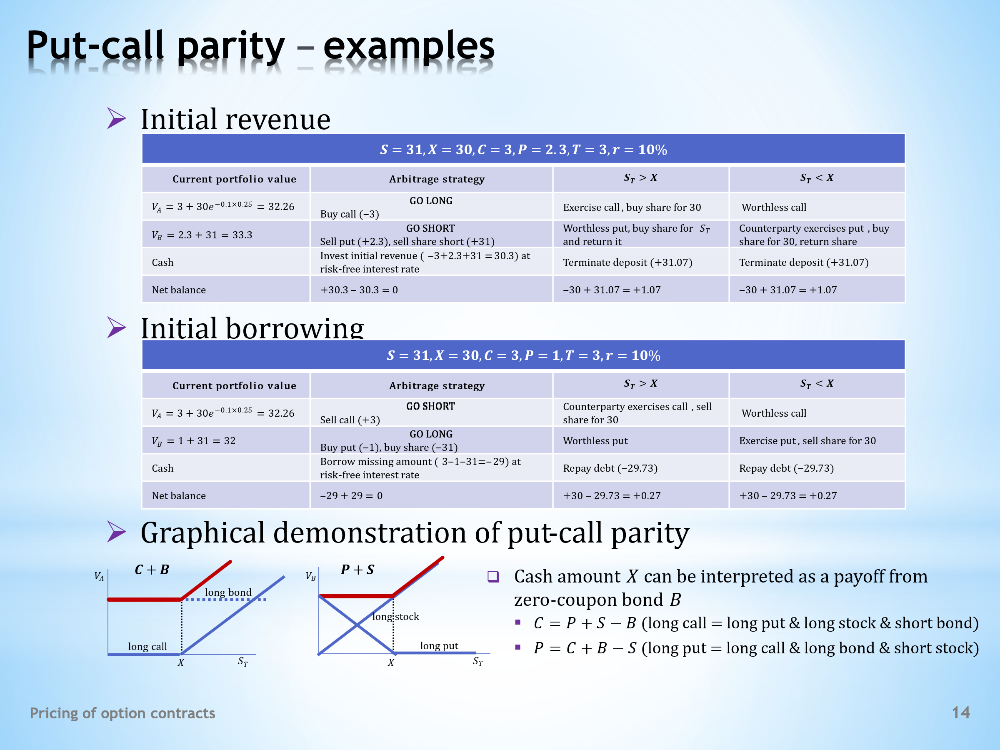 Put-call parity – examples
Initial revenue
S = 31, X = 30, C = 3, P = 2.3, T = 3, r = 10%
Current portfolio value
Arbitrage strategy
S_T > X
S_T < X
V_A = 3 + 30e^{−0.1×0.25} = 32.26
GO LONG
Buy call (–3)
Exercise call, buy share for 30
Worthless call
V_B = 2.3 + 31 = 33.3
GO SHORT
Sell put (+2.3), sell share short (+31)
Worthless put, buy share for S_T
and return it
Counterparty exercises put , buy
share for 30, return share
Cash
Invest initial revenue ( –3+2.3+31 = 30.3) at
risk-free interest rate
Terminate deposit (+31.07)
Terminate deposit (+31.07)
Net balance
+30.3 – 30.3 = 0
–30 + 31.07 = +1.07
–30 + 31.07 = +1.07
Initial borrowing
S = 31, X = 30, C = 3, P = 1, T = 3, r = 10%
Current portfolio value
Arbitrage strategy
S_T > X
S_T < X
V_A = 3 + 30e^{−0.1×0.25} = 32.26
GO SHORT
Sell call (+3)
Counterparty exercises call , sell
share for 30
Worthless call
V_B = 1 + 31 = 32
GO LONG
Buy put (–1), buy share (–31)
Worthless put
Exercise put , sell share for 30
Cash
Borrow missing amount ( 3–1–31=–29) at
risk-free interest rate
Repay debt (–29.73)
Repay debt (–29.73)
Net balance
–29 + 29 = 0
+30 – 29.73 = +0.27
+30 – 29.73 = +0.27
Graphical demonstration of put-call parity
V_A
C + B
long bond
long call
X
S_T
V_B
P + S
long stock
long put
X
S_T
Cash amount X can be interpreted as a payoff from
zero-coupon bond B
C = P + S − B (long call = long put & long stock & short bond)
P = C + B − S (long put = long call & long bond & short stock)
Pricing of option contracts
14